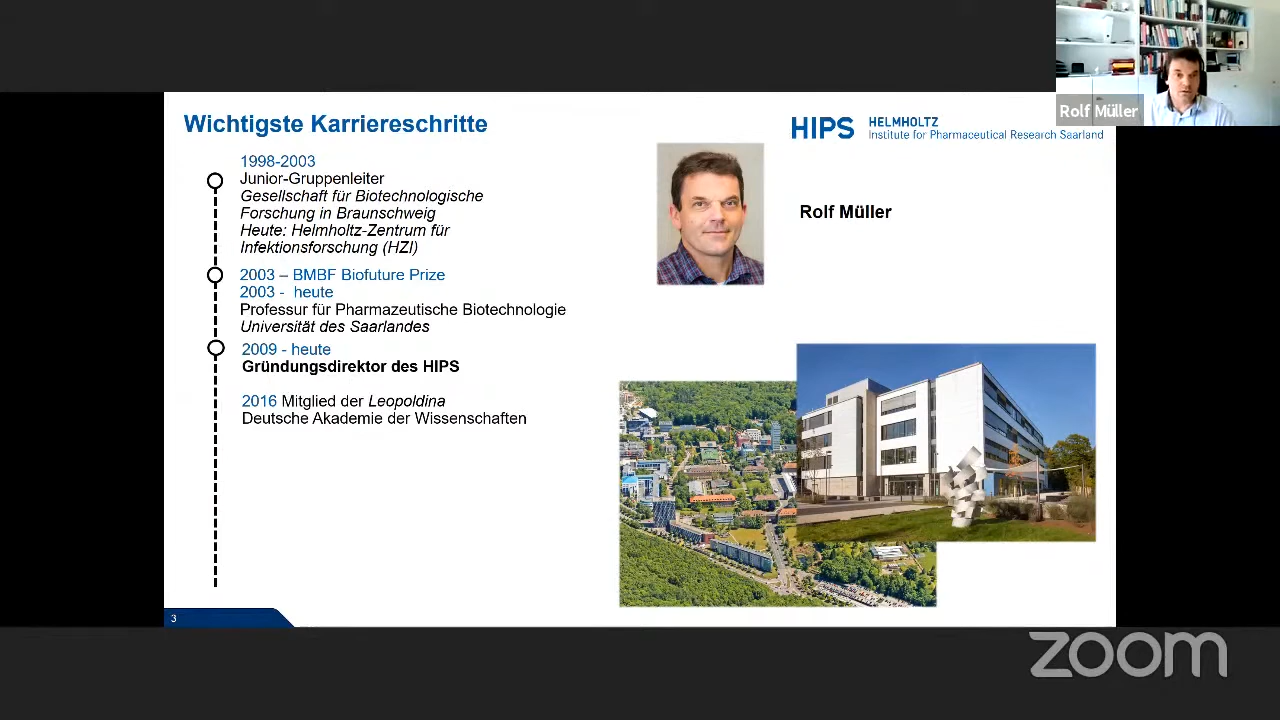 Rolf Müller
Wichtigste Karriereschritte
HIPS
HELMHOLTZ
Institute for Pharmaceutical Research Saarland
1998-2003
Junior-Gruppenleiter
Gesellschaft für Biotechnologische
Forschung in Braunschweig
Heute: Helmholtz-Zentrum für
Infektionsforschung (HZI)
2003 – BMBF Biofuture Prize
2003 - heute
Professur für Pharmazeutische Biotechnologie
Universität des Saarlandes
2009 - heute
Gründungsdirektor des HIPS
2016 Mitglied der Leopoldina
Deutsche Akademie der Wissenschaften
Rolf Müller
3
zoom